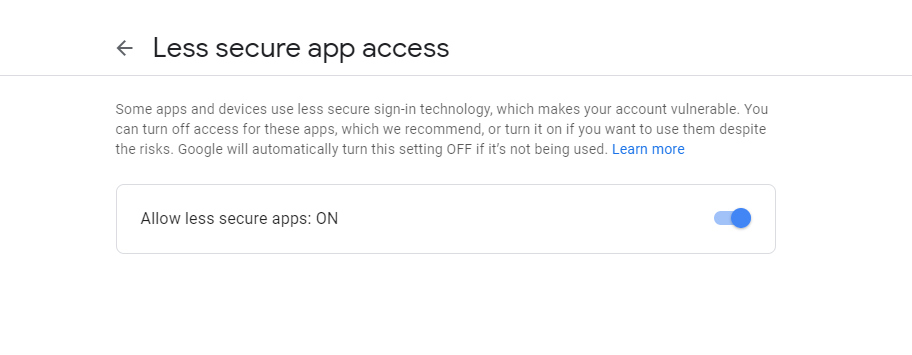 Less secure app access
Some apps and devices use less secure sign-in technology, which makes your account vulnerable. You
can turn off access for these apps, which we recommend, or turn it on if you want to use them despite
the risks. Google will automatically turn this setting OFF if it's not being used. Learn more
Allow less secure apps: ON